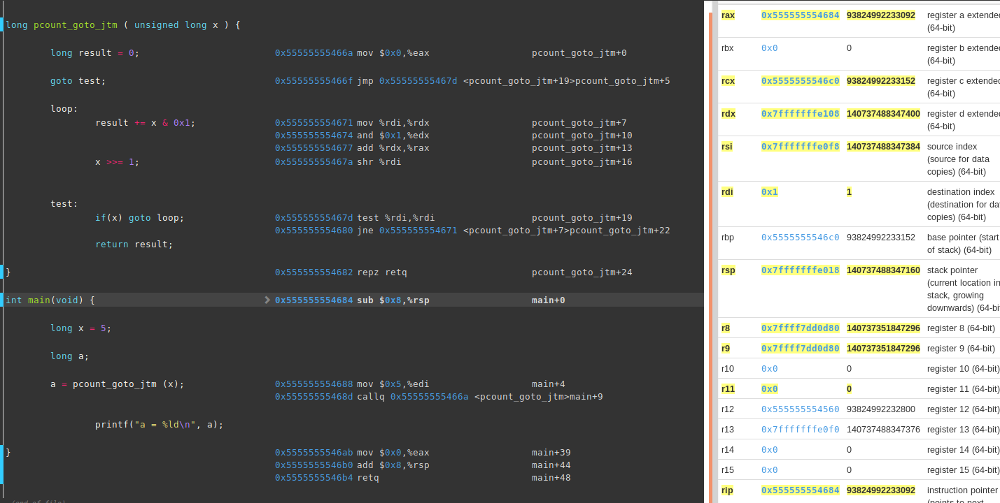 long pcount_goto_jtm ( unsigned long x ) {
long result = 0; 0x55555555466a mov $0x0,%eax pcount_goto_jtm+0
goto test; 0x55555555466f jmp 0x55555555467d <pcount_goto_jtm+19>pcount_goto_jtm+5
loop:
result += x & 0x1; 0x555555554671 mov %rdi,%rdx pcount_goto_jtm+7
0x555555554674 and $0x1,%edx pcount_goto_jtm+10
0x555555554677 add %rdx,%rax pcount_goto_jtm+13
x >>= 1; 0x55555555467a shr %rdi pcount_goto_jtm+16
test:
if(x) goto loop; 0x55555555467d test %rdi,%rdi pcount_goto_jtm+19
0x555555554680 jne 0x555555554671 <pcount_goto_jtm+7>pcount_goto_jtm+22
return result;
} 0x555555554682 repz retq pcount_goto_jtm+24
int main(void) { 0x555555554684 sub $0x8,%rsp main+0
long x = 5;
long a;
a = pcount_goto_jtm (x); 0x555555554688 mov $0x5,%edi main+4
0x55555555468d callq 0x55555555466a <pcount_goto_jtm>main+9
printf("a = %ld\n", a);
} 0x5555555546ab mov $0x0,%eax main+39
0x5555555546b0 add $0x8,%rsp main+44
0x5555555546b4 retq main+48
(end of file)
rax 0x555555554684 93824992233092 register a extended
(64-bit)
rbx 0x0 0 register b extended
(64-bit)
rcx 0x5555555546c0 93824992233152 register c extended
(64-bit)
rdx 0x7fffffffe108 140737488347400 register d extended
(64-bit)
rsi 0x7fffffffe0f8 140737488347384 source index
(source for data
copies) (64-bit)
rdi 0x1 1 destination index
(destination for da
copies) (64-bit)
rbp 0x5555555546c0 93824992233152 base pointer (start
of stack) (64-bit)
rsp 0x7fffffffe018 140737488347160 stack pointer
(current location in
stack, growing
downwards) (64-bi
r8 0x7ffff7dd0d80 140737351847296 register 8 (64-bit)
r9 0x7ffff7dd0d80 140737351847296 register 9 (64-bit)
r10 0x0 0 register 10 (64-bit)
r11 0x0 0 register 11 (64-bit)
r12 0x555555554560 93824992232800 register 12 (64-bit)
r13 0x7fffffffe0f0 140737488347376 register 13 (64-bit)
r14 0x0 0 register 14 (64-bit)
r15 0x0 0 register 15 (64-bit)
rip 0x555555554684 93824992233092 instruction pointer
(points to next